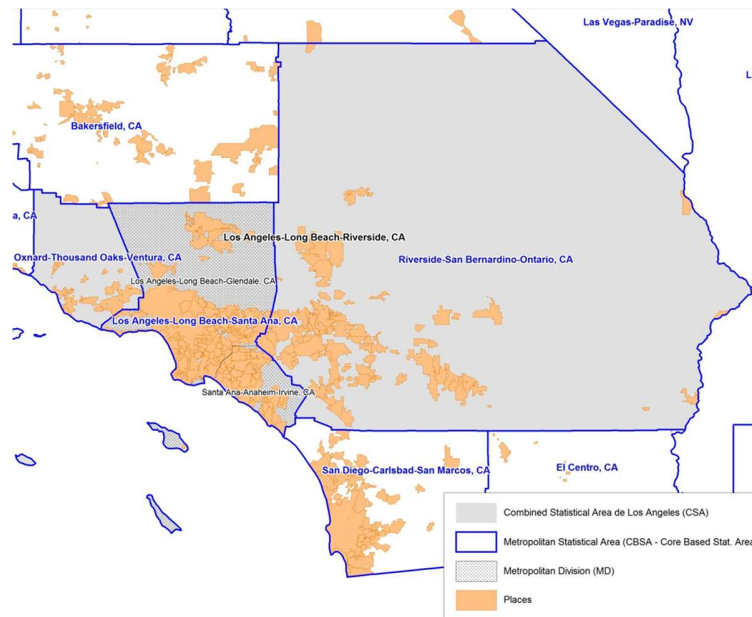 Las Vegas-Paradise, NV
L
Bakersfield, CA
a, CA
Los Angeles-Long Beach-Riverside, CA
Oxnard-Thousand Oaks-Ventura, CA
Riverside-San Bernardino-Ontario, CA
Los Angeles-Long Beach-Glendale, CA
Los Angeles-Long Beach-Santa Ana, CA
Santa Ana-Anaheim-Irvine, CA
San Diego-Carlsbad-San Marcos, CA
El Centro, CA
Combined Statistical Area de Los Angeles (CSA)
Metropolitan Statistical Area (CBSA - Core Based Stat. Area
Metropolitan Division (MD)
Places